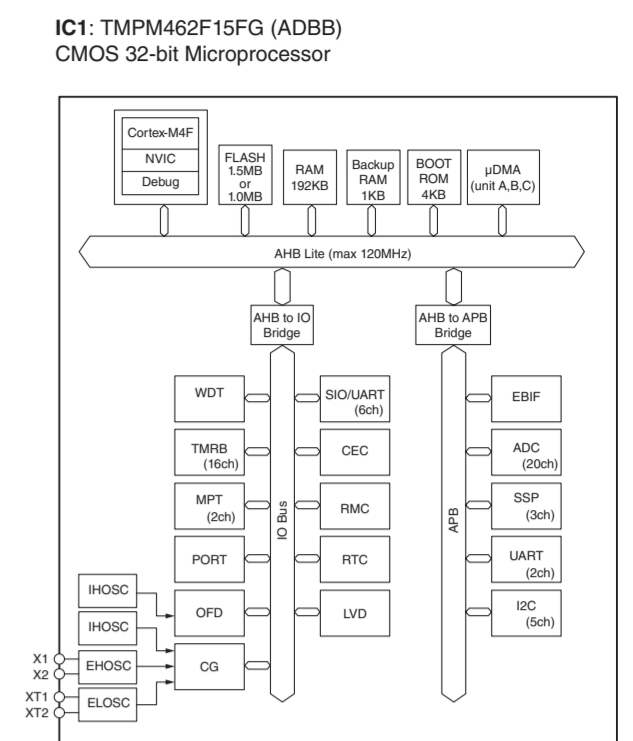 IC1: TMPM462F15FG (ADBB)
CMOS 32-bit Microprocessor
Cortex-M4F
NVIC
Debug
FLASH
1.5MB
or
1.0MB
RAM
192KB
Backup
RAM
1KB
BOOT
ROM
4KB
μDMA
(unit A,B,C)
AHB Lite (max 120MHz)
AHB to IO
Bridge
AHB to APB
Bridge
WDT
SIO/UART
(6ch)
EBIF
TMRB
(16ch)
CEC
ADC
(20ch)
MPT
(2ch)
IO Bus
RMC
APB
SSP
(3ch)
PORT
RTC
UART
(2ch)
IHOSC
OFD
LVD
I2C
(5ch)
IHOSC
X1
X2
EHOSC
CG
XT1
XT2
ELOSC